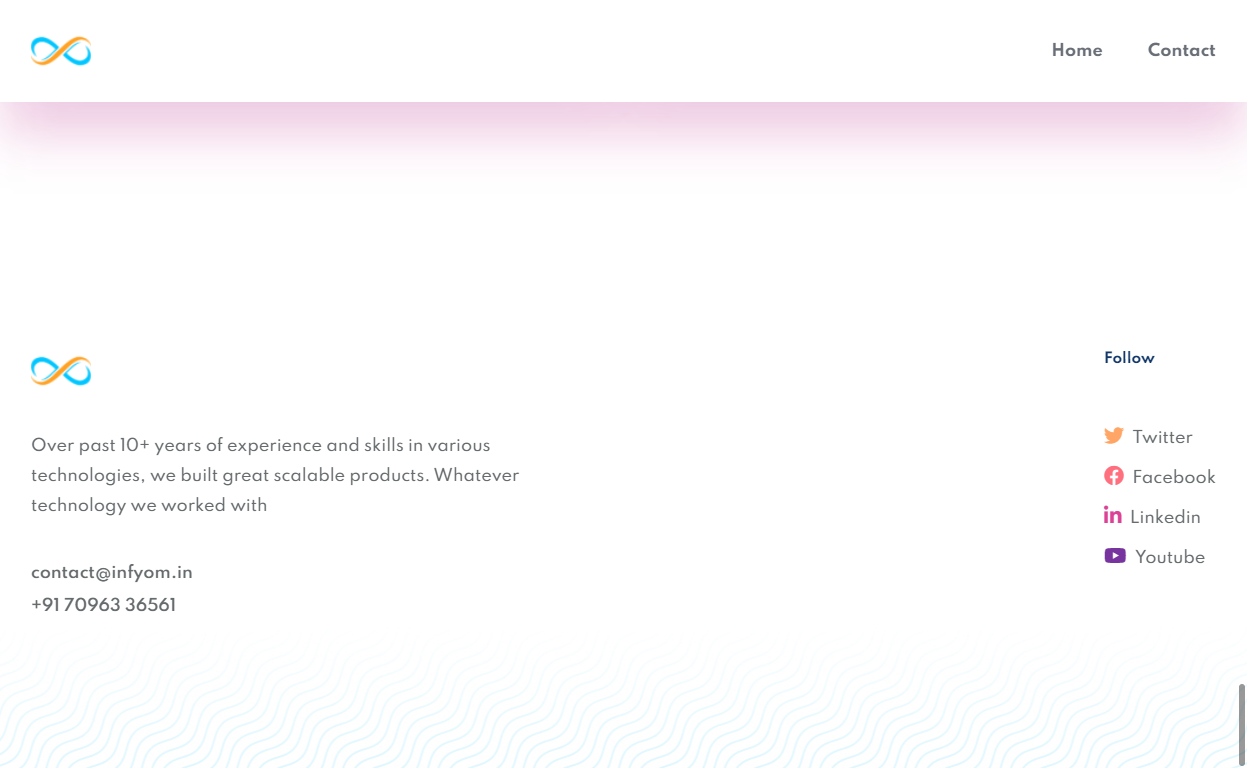 Home
Contact
Over past 10+ years of experience and skills in various
technologies, we built great scalable products. Whatever
technology we worked with
contact@infyom.in
+91 70963 36561
Follow
Twitter
Facebook
Linkedin
Youtube